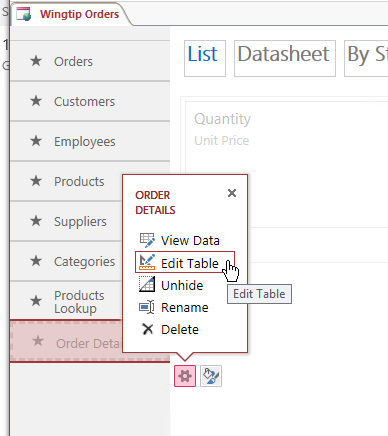 Wingtip Orders
Orders
Customers
Employees
Products
Suppliers
Categories
Products
Lookup
Order Deta
List
Datasheet
By St
Quantity
Unit Price
ORDER
DETAILS
View Data
Edit Table
Unhide
Rename
Delete
Edit Table